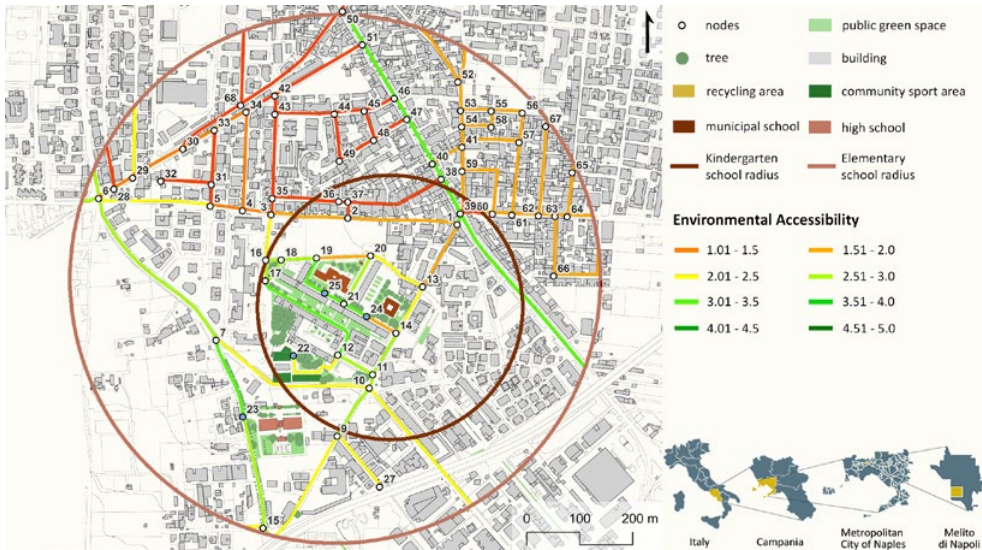 50
51
52
42
46
68
34
43
44
45
53
55
56
47
54
58
67
33
48
57
41
30
49
40
29
59
65
38
6
28
32
31
35
36
37
5
4
3
2
1
39
60
62
61
63
64
16
18
19
20
66
17
25
13
21
24
14
7
22
12
11
10
23
9
27
15
0 100 200 m
nodes
tree
recycling area
municipal school
Kindergarten
school radius
public green space
building
community sport area
high school
Elementary
school radius
Environmental Accessibility
1.01 - 1.5
1.51 - 2.0
2.01 - 2.5
2.51 - 3.0
3.01 - 3.5
3.51 - 4.0
4.01 - 4.5
4.51 - 5.0
Italy
Campania
Metropolitan
City of Naples
Melito
di Napoli